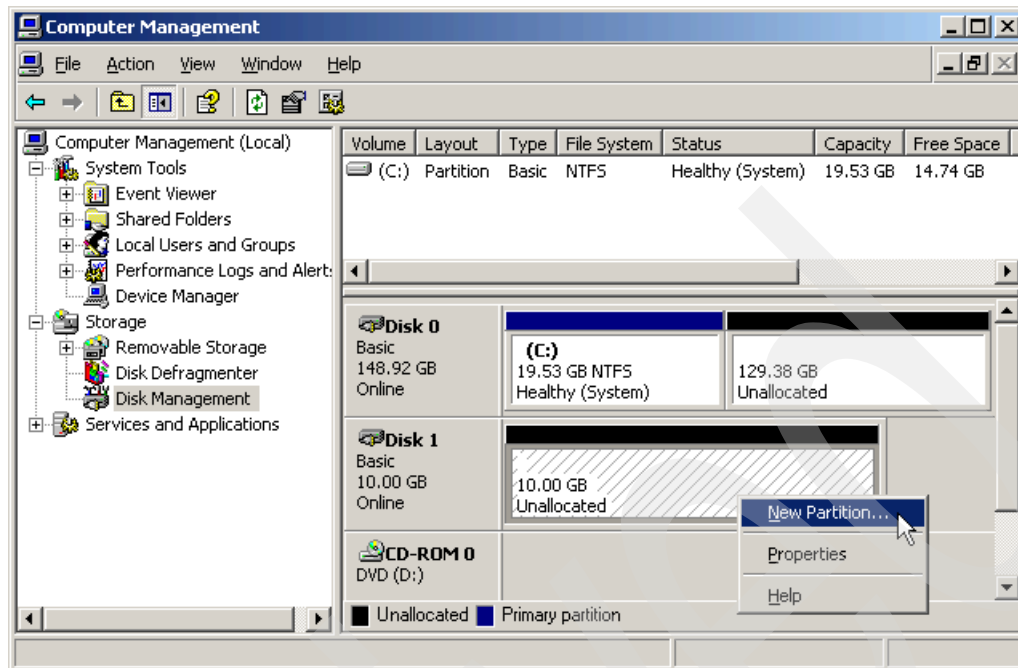 Computer Management
File Action View Window Help
Computer Management (Local)
System Tools
Event Viewer
Shared Folders
Local Users and Groups
Performance Logs and Alert:
Device Manager
Storage
Removable Storage
Disk Defragmenter
Disk Management
Services and Applications
Volume Layout Type File System Status Capacity Free Space
(C:) Partition Basic NTFS Healthy (System) 19.53 GB 14.74 GB
Disk 0
Basic
148.92 GB
Online
(C:)
19.53 GB NTFS
Healthy (System)
129.38 GB
Unallocated
Disk 1
Basic
10.00 GB
Online
10.00 GB
Unallocated
New Partition...
Properties
Help
CD-ROM 0
DVD (D:)
Unallocated Primary partition